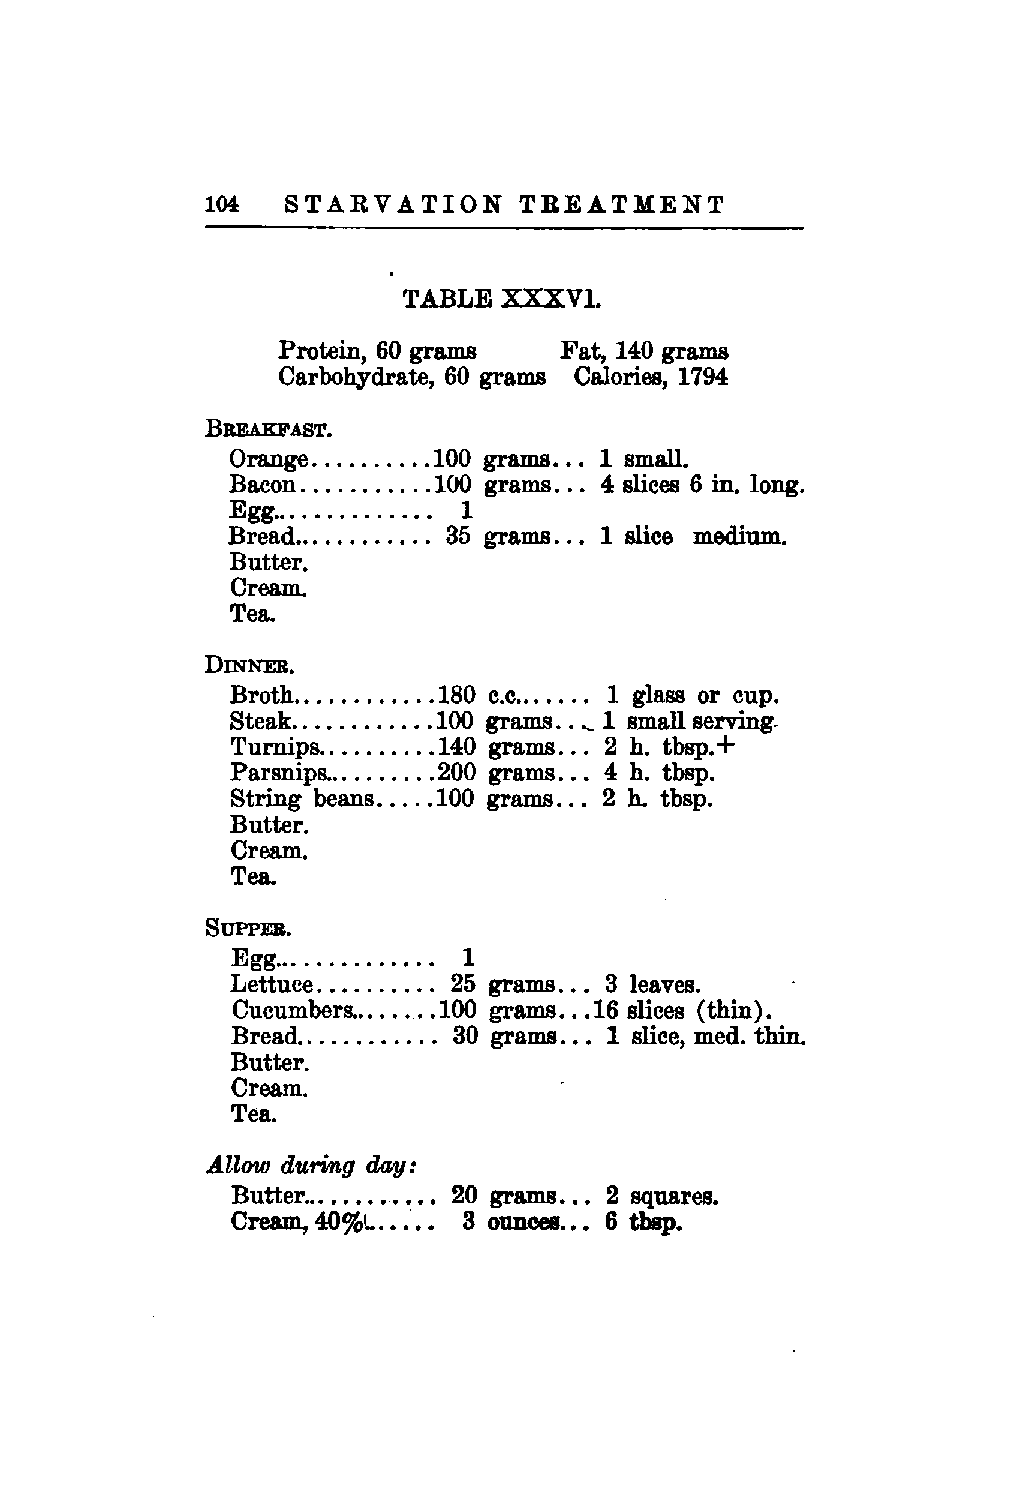 104 STARVATION TREATMENT
TABLE XXXV1.
Protein, 60 grams Fat, 140 grams
Carbohydrate, 60 grams Calories, 1794
BREAKFAST.
Orange..........100 grams... 1 small.
Bacon...........100 grams... 4 slices 6 in. long.
Egg.............. 1
Bread............ 35 grams... 1 slice medium.
Butter.
Cream.
Tea.
DINNER.
Broth............180 c.c....... 1 glass or cup.
Steak............100 grams... 1 small serving.
Turnips..........140 grams... 2 h. tbsp.+
Parsnips..........200 grams... 4 h. tbsp.
String beans.....100 grams... 2 h. tbsp.
Butter.
Cream.
Tea.
SUPPER.
Egg.............. 1
Lettuce.......... 25 grams... 3 leaves.
Cucumbers........100 grams...16 slices (thin).
Bread............ 30 grams... 1 slice, med. thin.
Butter.
Cream.
Tea.
Allow during day:
Butter............ 20 grams... 2 squares.
Cream, 40%...... 3 ounces... 6 tbsp.